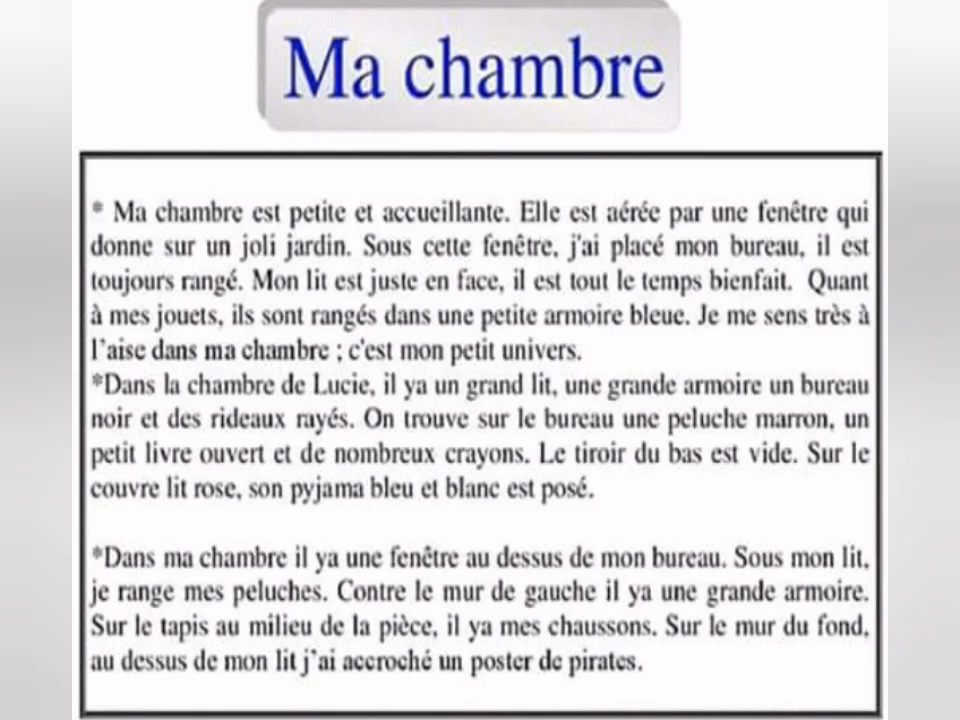 Ma chambre
* Ma chambre est petite et accueillante. Elle est aérée par une fenêtre qui
donne sur un joli jardin. Sous cette fenêtre, j'ai placé mon bureau, il est
toujours rangé. Mon lit est juste en face, il est tout le temps bienfait. Quant
à mes jouets, ils sont rangés dans une petite armoire bleue. Je me sens très à
l'aise dans ma chambre ; c'est mon petit univers.
*Dans la chambre de Lucie, il ya un grand lit, une grande armoire un bureau
noir et des rideaux rayés. On trouve sur le bureau une peluche marron, un
petit livre ouvert et de nombreux crayons. Le tiroir du bas est vide. Sur le
couvre lit rose, son pyjama bleu et blanc est posé.
*Dans ma chambre il ya une fenêtre au dessus de mon bureau. Sous mon lit,
je range mes peluches. Contre le mur de gauche il ya une grande armoire.
Sur le tapis au milieu de la pièce, il ya mes chaussons. Sur le mur du fond,
au dessus de mon lit j'ai accroché un poster de pirates.